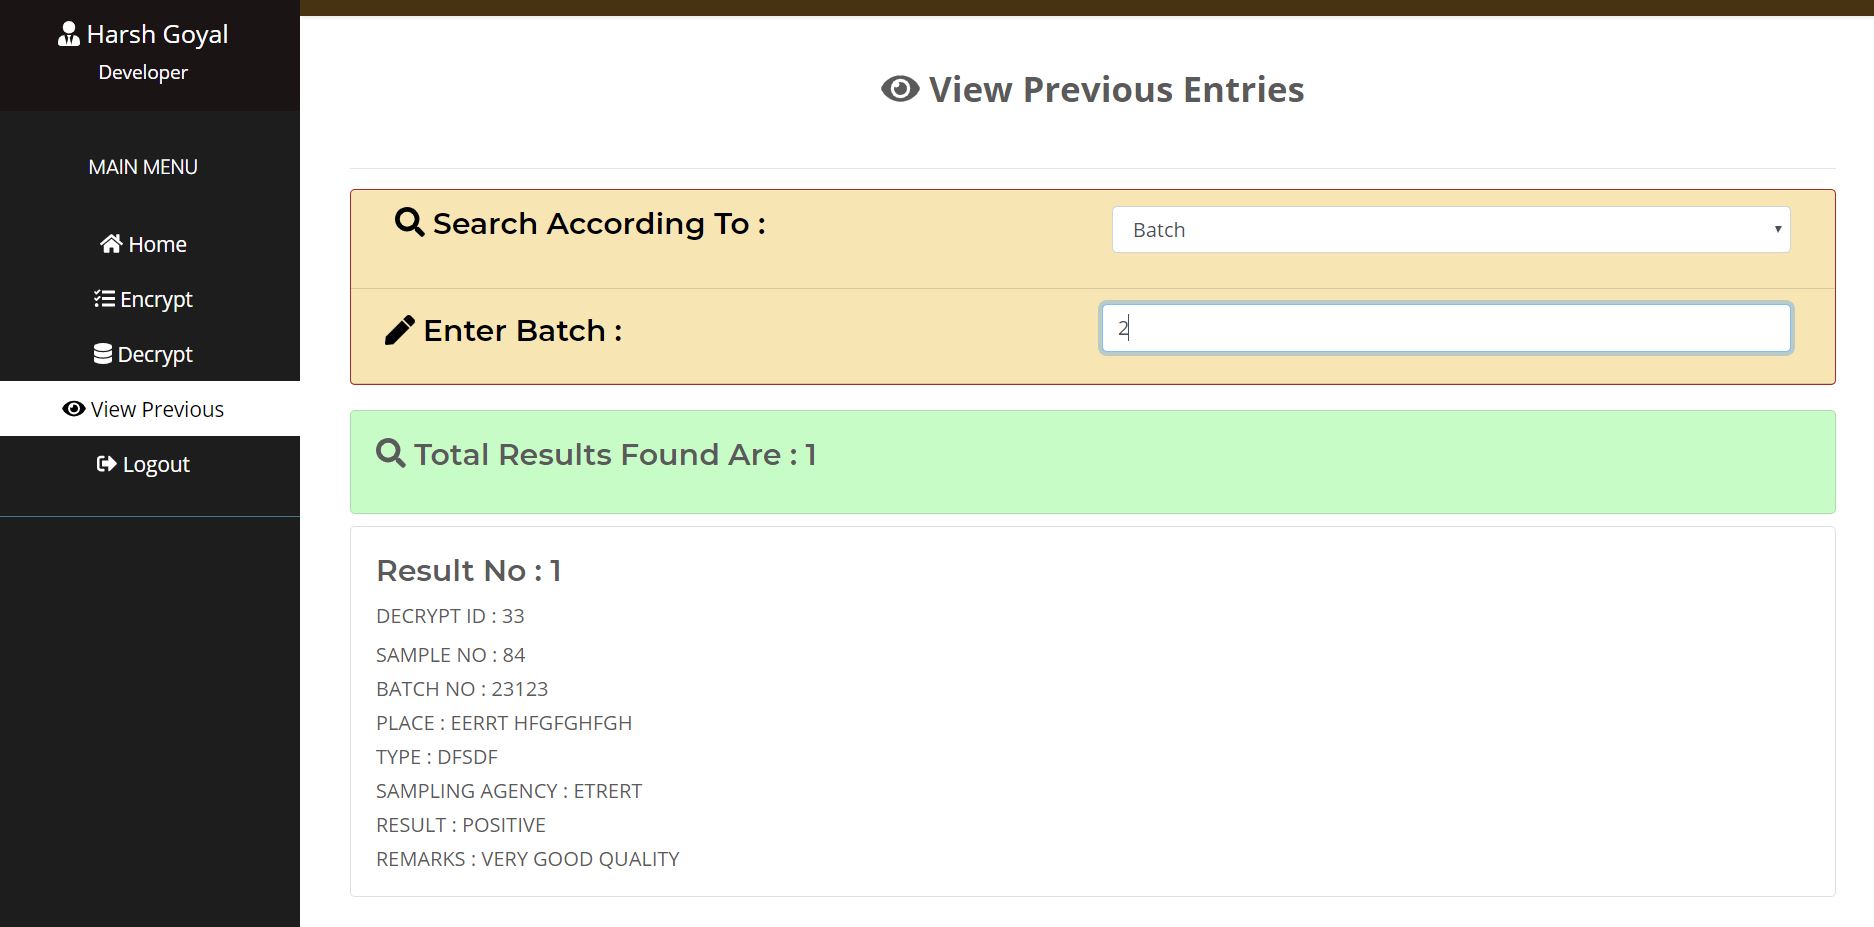 Harsh Goyal
Developer
MAIN MENU
Home
Encrypt
Decrypt
View Previous
Logout
View Previous Entries
Search According To :
Batch
Enter Batch :
2
Total Results Found Are : 1
Result No : 1
DECRYPT ID : 33
SAMPLE NO : 84
BATCH NO : 23123
PLACE : EERRT HFGFGHFGH
TYPE : DFSDF
SAMPLING AGENCY : ETRERT
RESULT : POSITIVE
REMARKS : VERY GOOD QUALITY